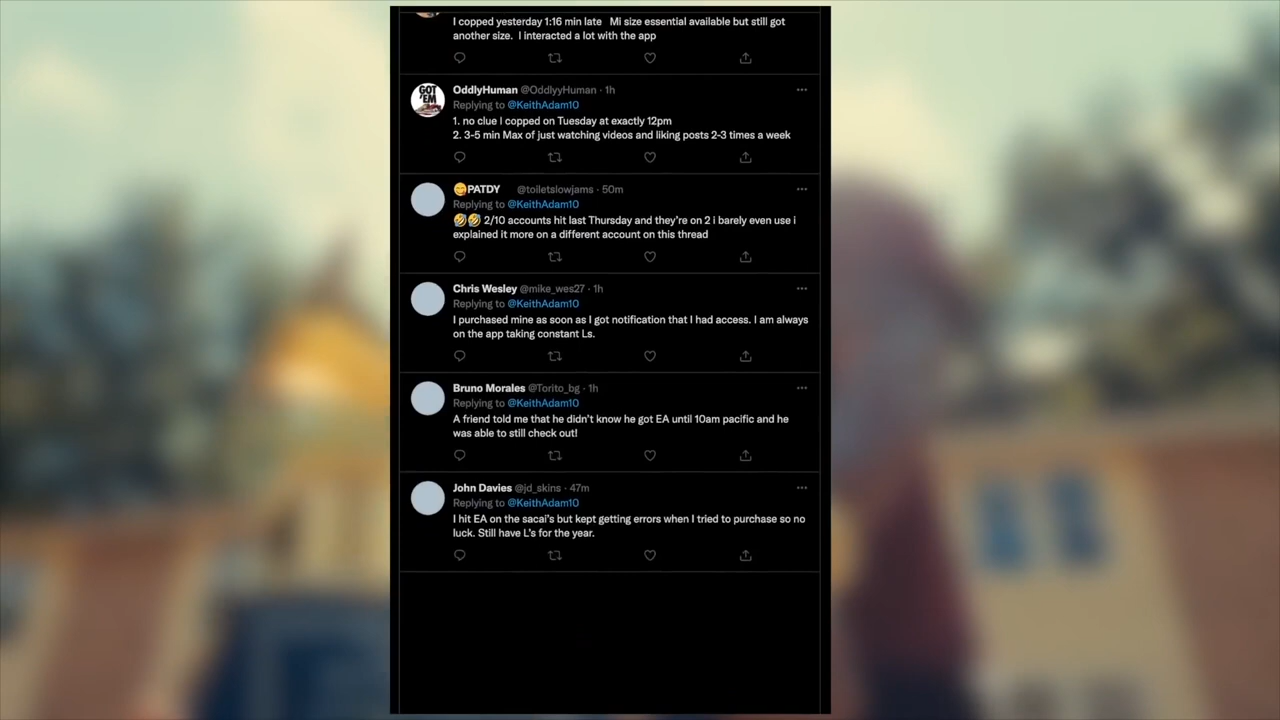 I copped yesterday 1:16 min late Mi size essential available but still got
another size. I interacted a lot with the app
GOT 'EM
OddlyHuman @OddlyyHuman · 1h
Replying to @KeithAdam10
1. no clue I copped on Tuesday at exactly 12pm
2. 3-5 min Max of just watching videos and liking posts 2-3 times a week
😋PATDY @toiletslowjams · 50m
Replying to @KeithAdam10
🤣🤣 2/10 accounts hit last Thursday and they're on 2 i barely even use i
explained it more on a different account on this thread
Chris Wesley @mike_wes27 · 1h
Replying to @KeithAdam10
I purchased mine as soon as I got notification that I had access. I am always
on the app taking constant Ls.
Bruno Morales @Torito_bg · 1h
Replying to @KeithAdam10
A friend told me that he didn't know he got EA until 10am pacific and he
was able to still check out!
John Davies @jd_skins · 47m
Replying to @KeithAdam10
I hit EA on the sacai's but kept getting errors when I tried to purchase so no
luck. Still have L's for the year.